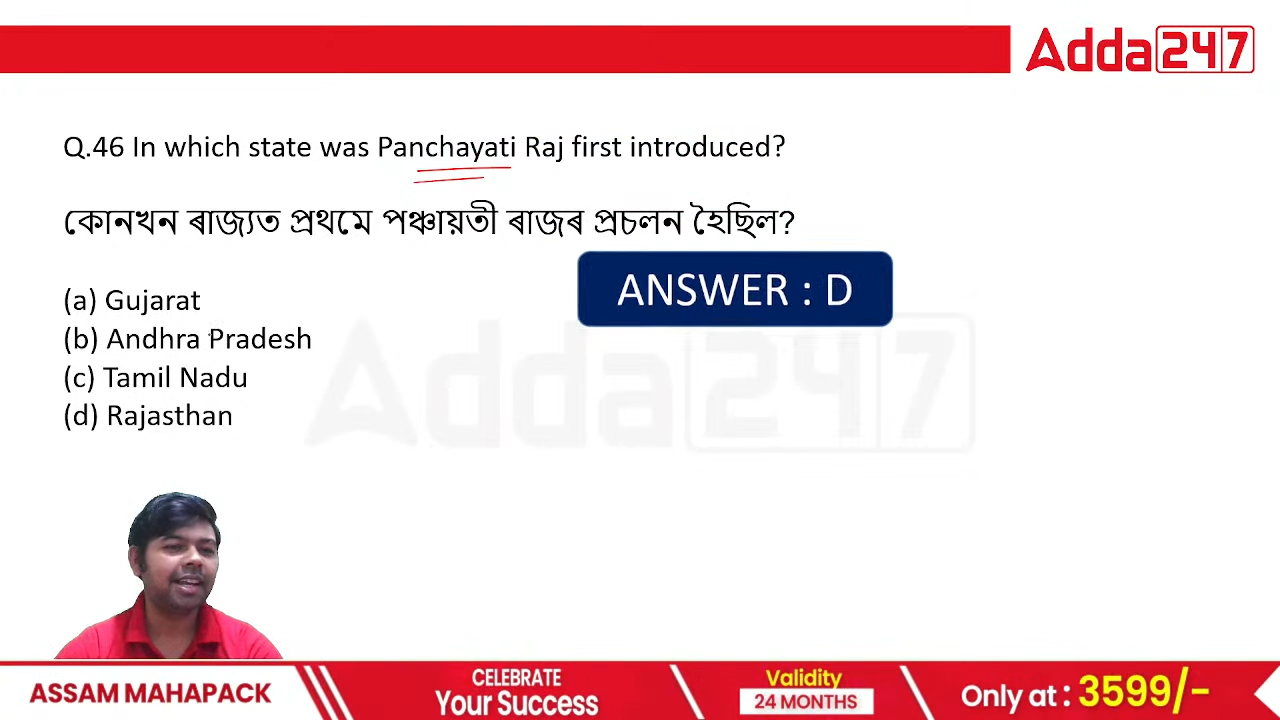 Adda247
Q.46 In which state was Panchayati Raj first introduced?
কোনখন ৰাজ্যত প্ৰথমে পঞ্চায়তী ৰাজৰ প্ৰচলন হৈছিল?
ANSWER : D
(a) Gujarat
(b) Andhra Pradesh
(c) Tamil Nadu
(d) Rajasthan
Adda247
ASSAM MAHAPACK
CELEBRATE
Your Success
Validity
24 MONTHS
Only at : 3599/-